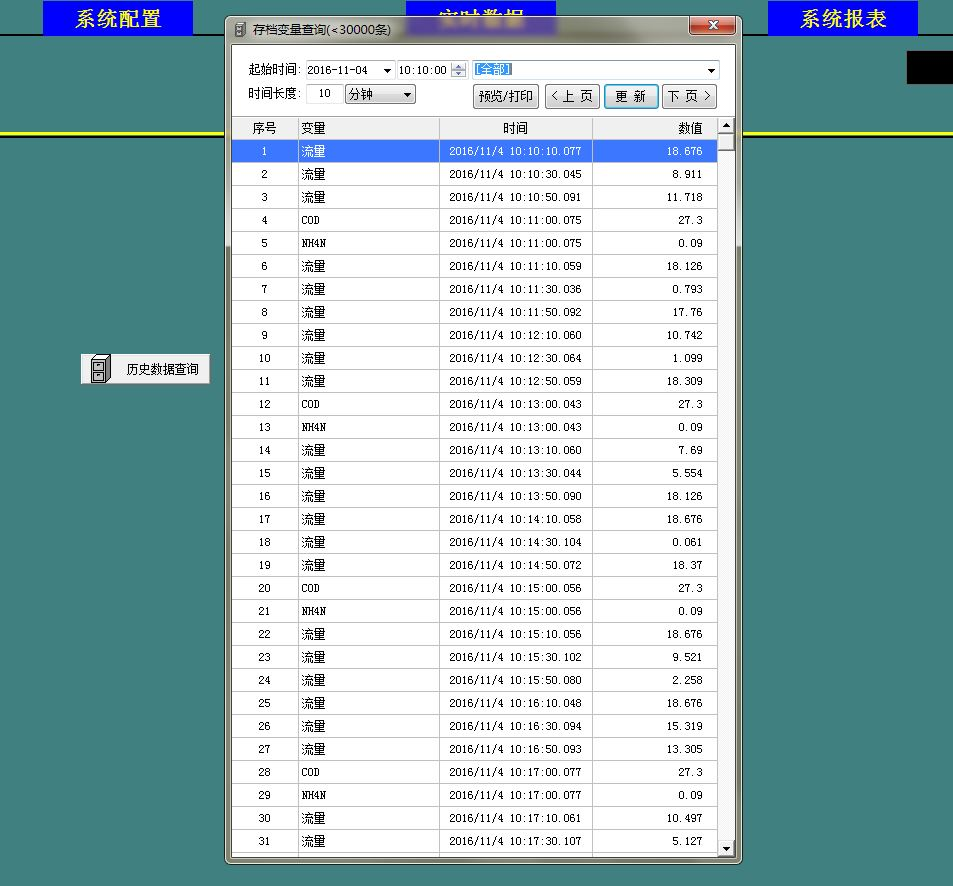 系统配置
实时数据
系统报表
存档变量查询(<30000条)
起始时间: 2016-11-04 10:10:00 [全部]
时间长度: 10 分钟 预览/打印 <上 页 更 新 下 页 >
序号 变量 时间 数值
1 流量 2016/11/4 10:10:10.077 18.676
2 流量 2016/11/4 10:10:30.045 8.911
3 流量 2016/11/4 10:10:50.091 11.718
4 COD 2016/11/4 10:11:00.075 27.3
5 NH4N 2016/11/4 10:11:00.075 0.09
6 流量 2016/11/4 10:11:10.059 18.126
7 流量 2016/11/4 10:11:30.036 0.793
8 流量 2016/11/4 10:11:50.092 17.76
9 流量 2016/11/4 10:12:10.060 10.742
10 流量 2016/11/4 10:12:30.064 1.099
11 流量 2016/11/4 10:12:50.059 18.309
12 COD 2016/11/4 10:13:00.043 27.3
13 NH4N 2016/11/4 10:13:00.043 0.09
14 流量 2016/11/4 10:13:10.060 7.69
15 流量 2016/11/4 10:13:30.044 5.554
16 流量 2016/11/4 10:13:50.090 18.126
17 流量 2016/11/4 10:14:10.058 18.676
18 流量 2016/11/4 10:14:30.104 0.061
19 流量 2016/11/4 10:14:50.072 18.37
20 COD 2016/11/4 10:15:00.056 27.3
21 NH4N 2016/11/4 10:15:00.056 0.09
22 流量 2016/11/4 10:15:10.056 18.676
23 流量 2016/11/4 10:15:30.102 9.521
24 流量 2016/11/4 10:15:50.080 2.258
25 流量 2016/11/4 10:16:10.048 18.676
26 流量 2016/11/4 10:16:30.094 15.319
27 流量 2016/11/4 10:16:50.093 13.305
28 COD 2016/11/4 10:17:00.077 27.3
29 NH4N 2016/11/4 10:17:00.077 0.09
30 流量 2016/11/4 10:17:10.061 10.497
31 流量 2016/11/4 10:17:30.107 5.127
历史数据查询